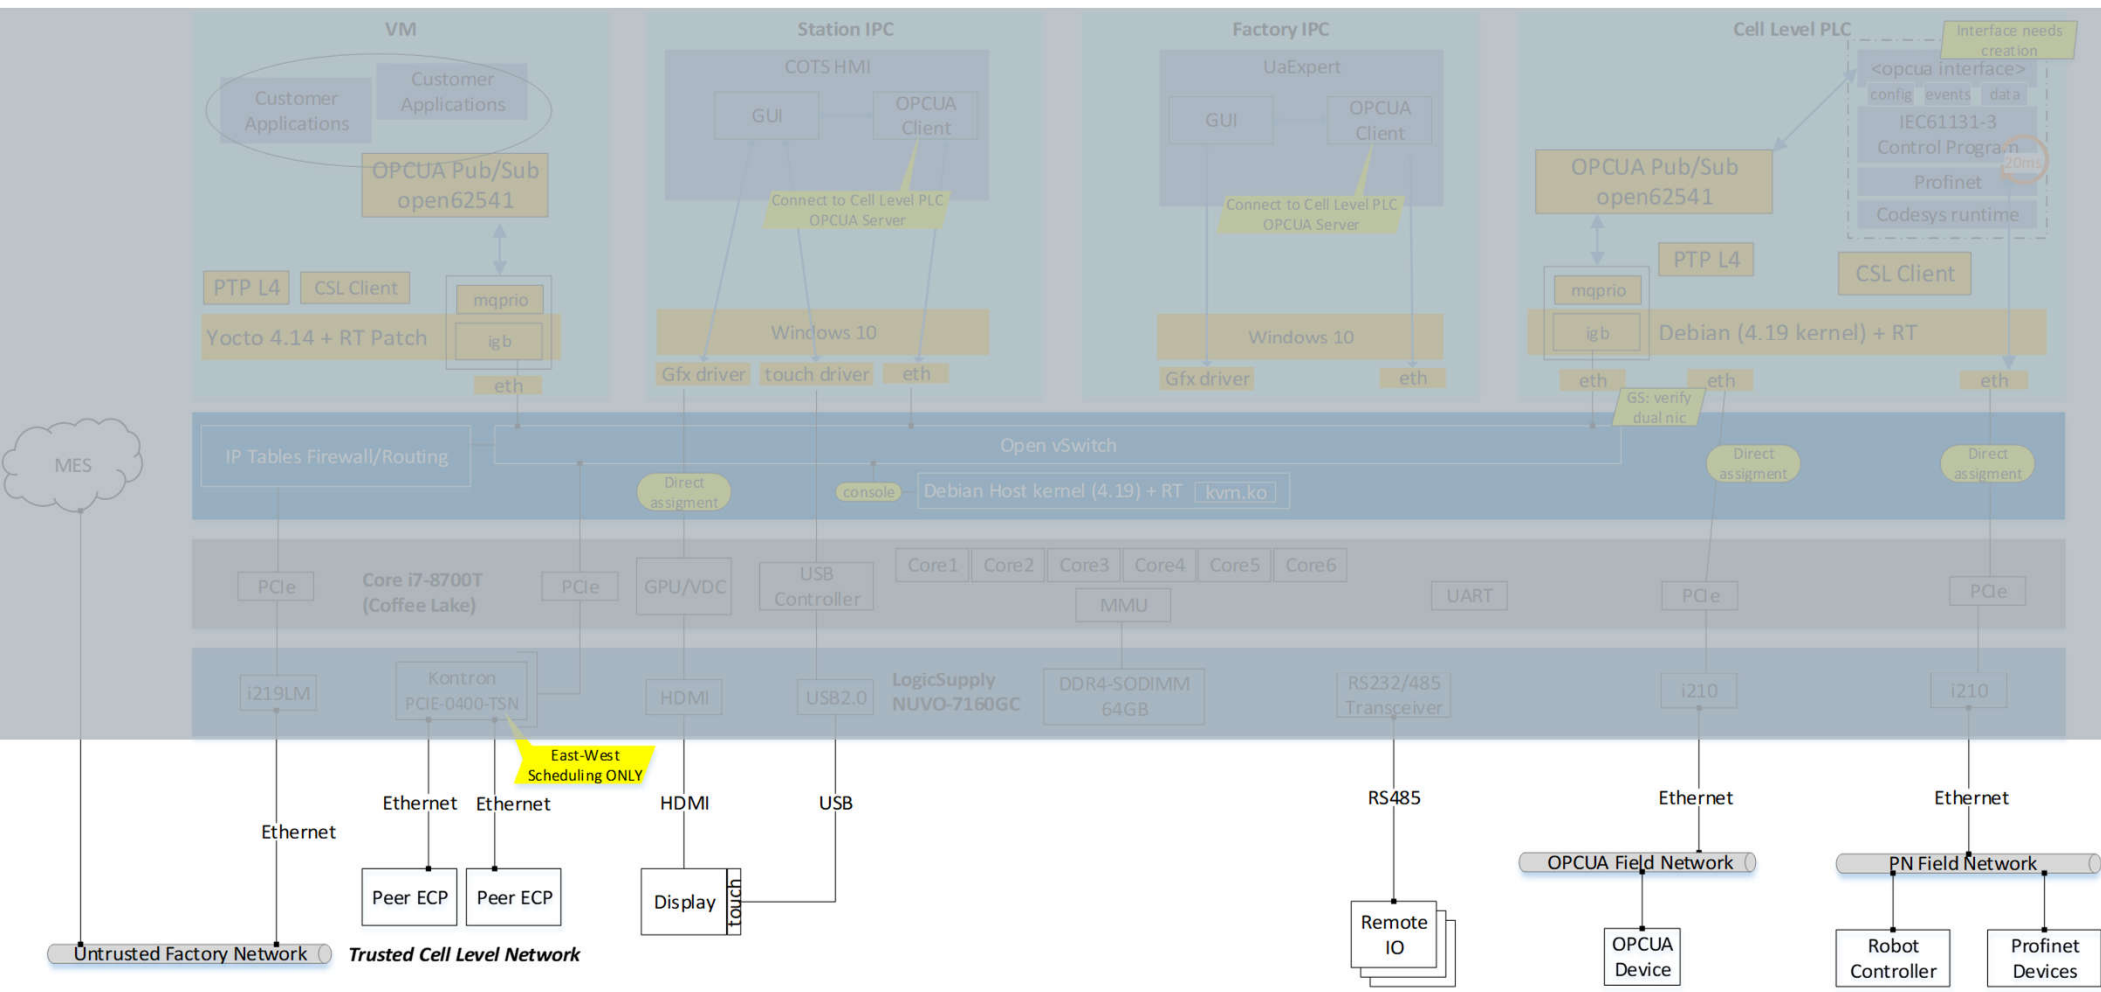 VM
Station IPC
Factory IPC
Cell Level PLC
Interface needs
creation
Customer
Applications
Customer
Applications
OPCUA Pub/Sub
open62541
PTP L4
CSL Client
mqprio
igb
Yocto 4.14 + RT Patch
eth
COTS HMI
GUI
OPCUA
Client
Connect to Cell Level PLC
OPCUA Server
Windows 10
Gfx driver
touch driver
eth
UaExpert
GUI
OPCUA
Client
Connect to Cell Level PLC
OPCUA Server
Windows 10
Gfx driver
eth
<opcua interface>
config
events
data
IEC61131-3
Control Program
20ms
Profinet
Codesys runtime
OPCUA Pub/Sub
open62541
PTP L4
CSL Client
mqprio
igb
Debian (4.19 kernel) + RT
eth
eth
eth
GS: verify
dual nic
MES
IP Tables Firewall/Routing
Open vSwitch
Direct
assigment
console
Debian Host kernel (4.19) + RT
kvm.ko
Direct
assigment
Direct
assigment
PCIe
Core i7-8700T
(Coffee Lake)
PCIe
GPU/VDC
USB
Controller
Core1
Core2
Core3
Core4
Core5
Core6
MMU
UART
PCIe
PCIe
i219LM
Kontron
PCIE-0400-TSN
HDMI
USB2.0
LogicSupply
NUVO-7160GC
DDR4-SODIMM
64GB
RS232/485
Transceiver
i210
i210
East-West
Scheduling ONLY
Ethernet
Ethernet
Ethernet
HDMI
USB
RS485
Ethernet
Ethernet
Peer ECP
Peer ECP
Display
touch
OPCUA Field Network
PN Field Network
Remote
IO
OPCUA
Device
Robot
Controller
Profinet
Devices
Untrusted Factory Network
Trusted Cell Level Network